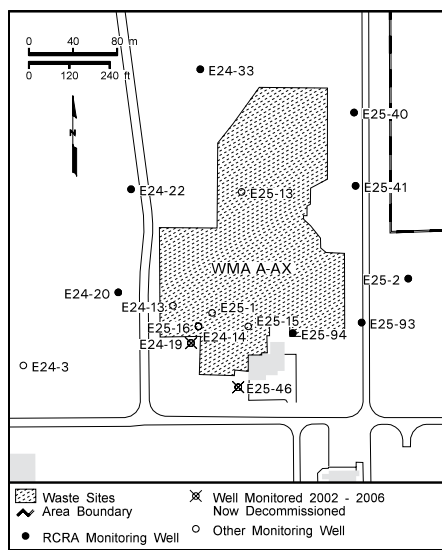 0 40 80 m
0 120 240 ft
E24-33
N
E25-40
E24-22
E25-13
E25-41
WMA A-AX
E25-2
E24-20
E24-13
E25-1
E25-16
E25-15
E25-93
E24-14
E25-94
E24-19
E24-3
E25-46
Waste Sites
Well Monitored 2002 - 2006
Area Boundary
Now Decommissioned
RCRA Monitoring Well
Other Monitoring Well